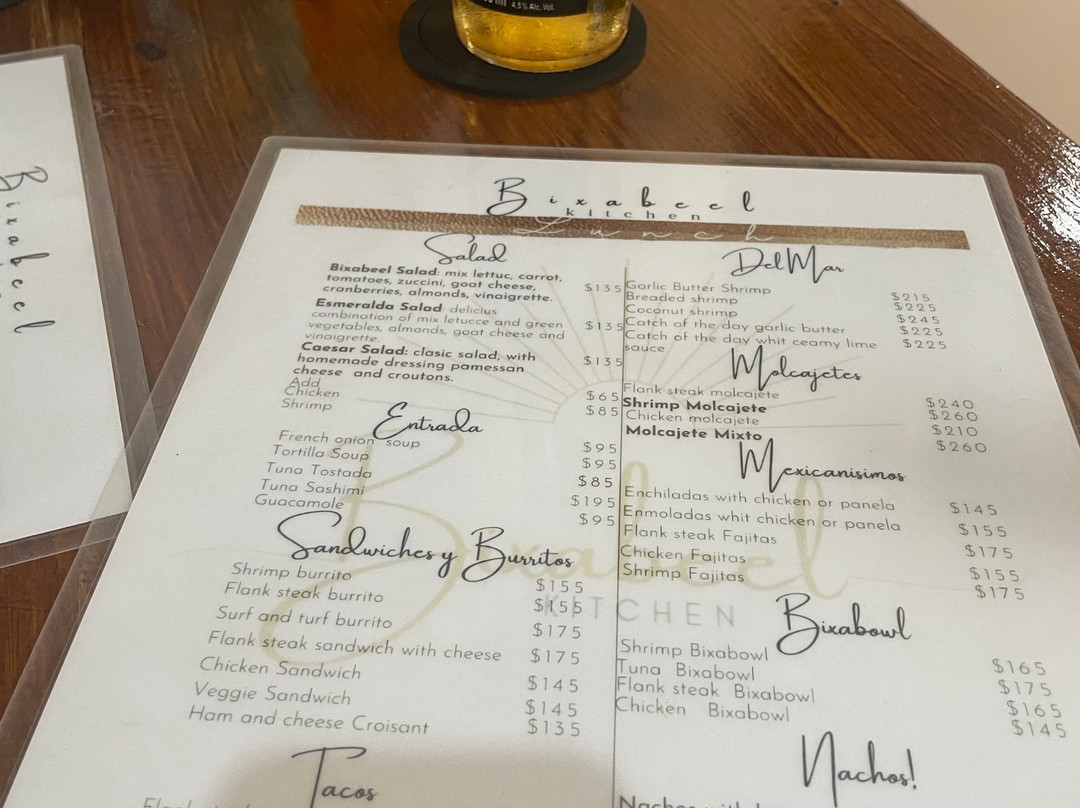 4.5% Alc. Vol.
Bixabeel
Bixabeel
kitchen
Lunch
Salad
Bixabeel Salad: mix lettuc, carrot,
tomatoes, zuccini, goat cheese,
cranberries, almonds, vinaigrette. $135
Esmeralda Salad delicius
combination of mix letucce and green
vegetables, almonds, goat cheese and
vinaigrette. $135
Caesar Salad: clasic salad, with
homemade dressing pamessan
cheese and croutons. $135
Add
Chicken $65
Shrimp $85
Entrada
French onion soup $95
Tortilla Soup $95
Tuna Tostada $85
Tuna Sashimi $195
Guacamole $95
Sandwiches y Burritos
Shrimp burrito $155
Flank steak burrito $155
Surf and turf burrito $175
Flank steak sandwich with cheese $175
Chicken Sandwich $145
Veggie Sandwich $145
Ham and cheese Croisant $135
Tacos
Del Mar
Garlic Butter Shrimp $215
Breaded shrimp $225
Coconut shrimp $245
Catch of the day garlic butter $225
Catch of the day whit ceamy lime $225
sauce
Molcajetes
Flank steak molcajete $240
Shrimp Molcajete $260
Chicken molcajete $210
Molcajete Mixto $260
Mexicanisimos
Enchiladas with chicken or panela $145
Enmoladas whit chicken or panela $155
Flank steak Fajitas $175
Chicken Fajitas $155
Shrimp Fajitas $175
Bixabowl
Shrimp Bixabowl $165
Tuna Bixabowl $175
Flank steak Bixabowl $165
Chicken Bixabowl $145
Nachos!
Bixabeel
KITCHEN